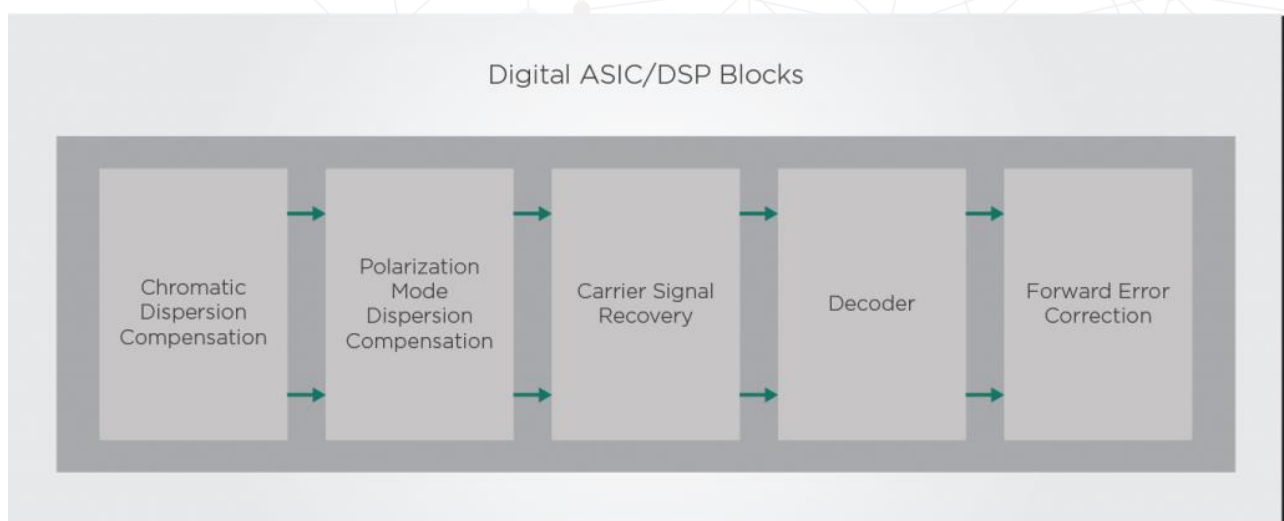 Digital ASIC/DSP Blocks
Chromatic
Dispersion
Compensation
Polarization
Mode
Dispersion
Compensation
Carrier Signal
Recovery
Decoder
Forward Error
Correction